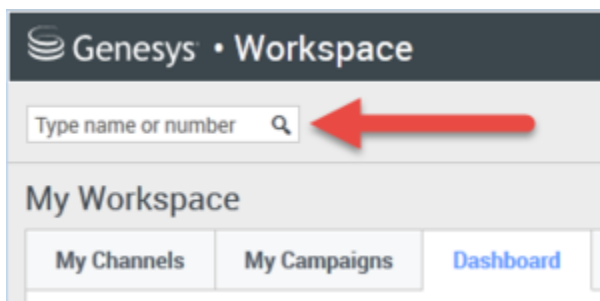 Genesys • Workspace
Type name or number
My Workspace
My Channels My Campaigns Dashboard